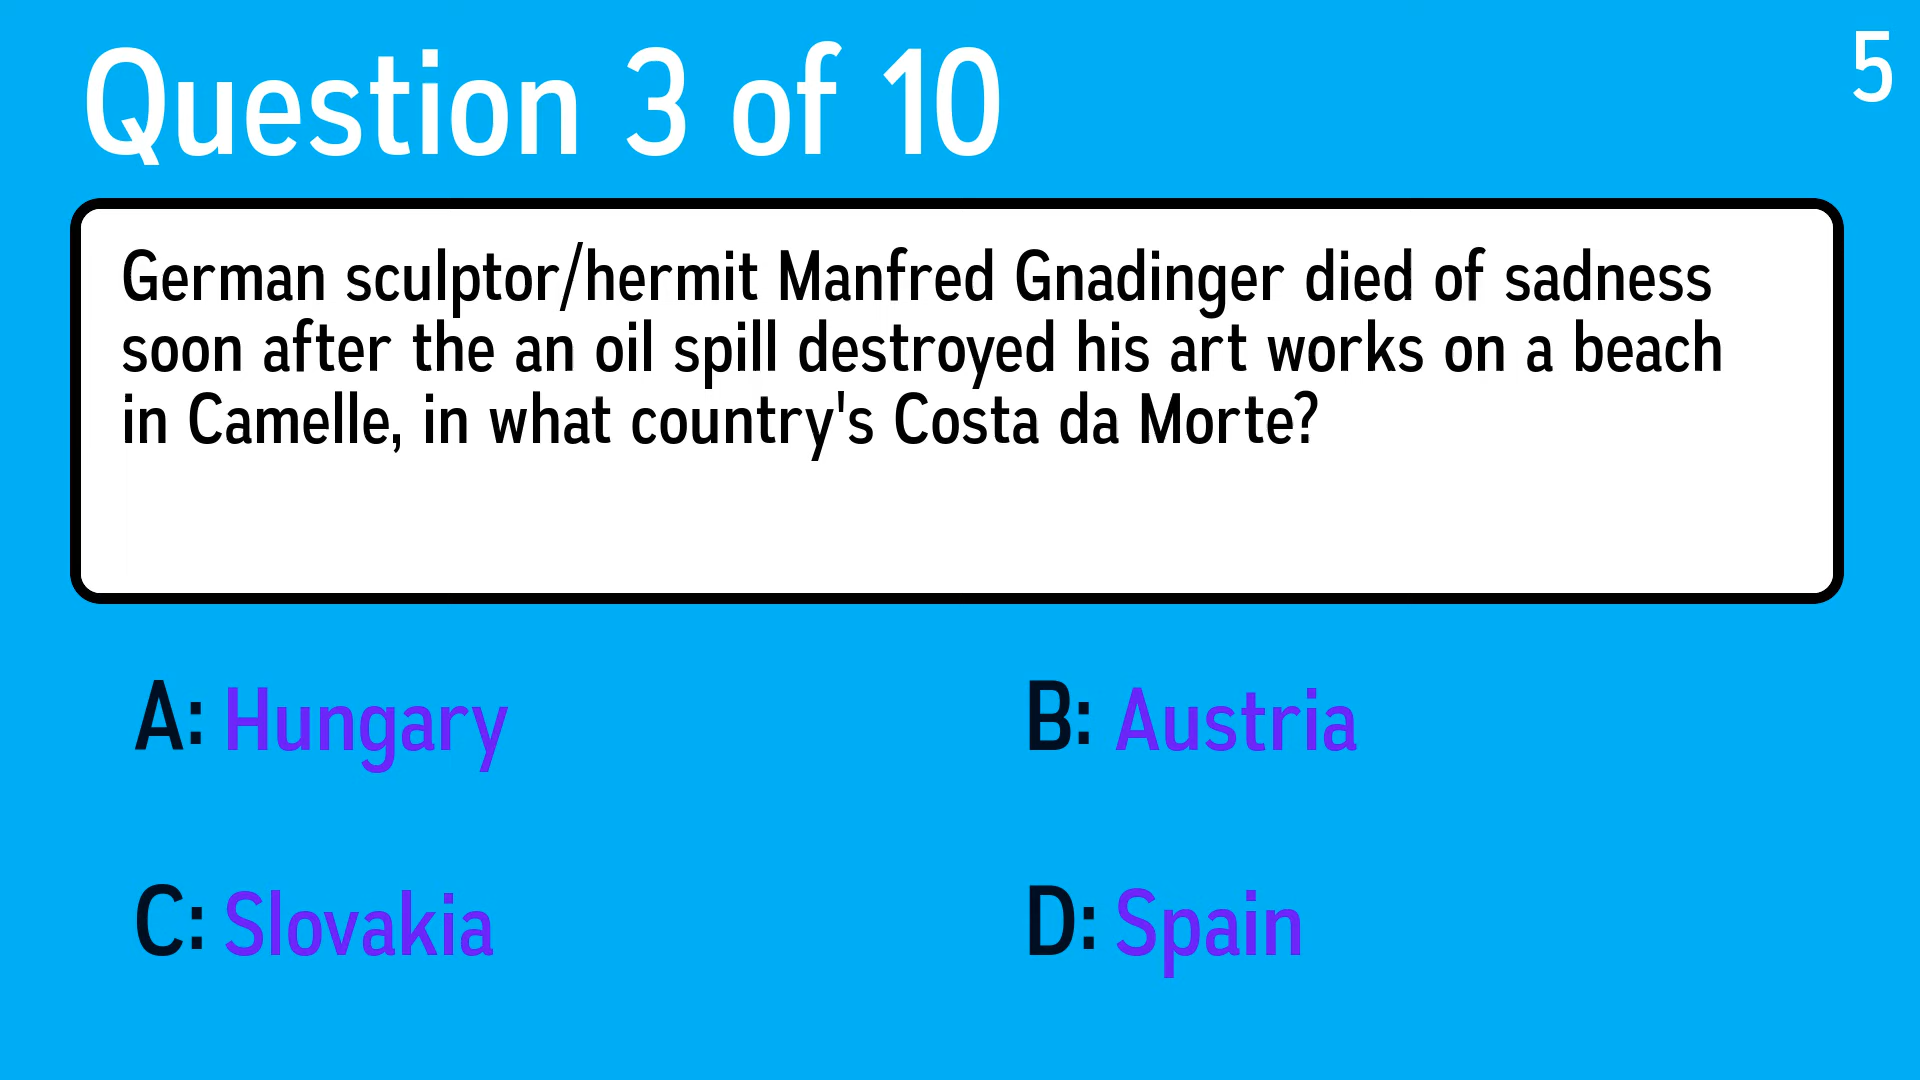 Question 3 of 10
5
German sculptor/hermit Manfred Gnadinger died of sadness
soon after the an oil spill destroyed his art works on a beach
in Camelle, in what country's Costa da Morte?
A: Hungary
B: Austria
C: Slovakia
D: Spain